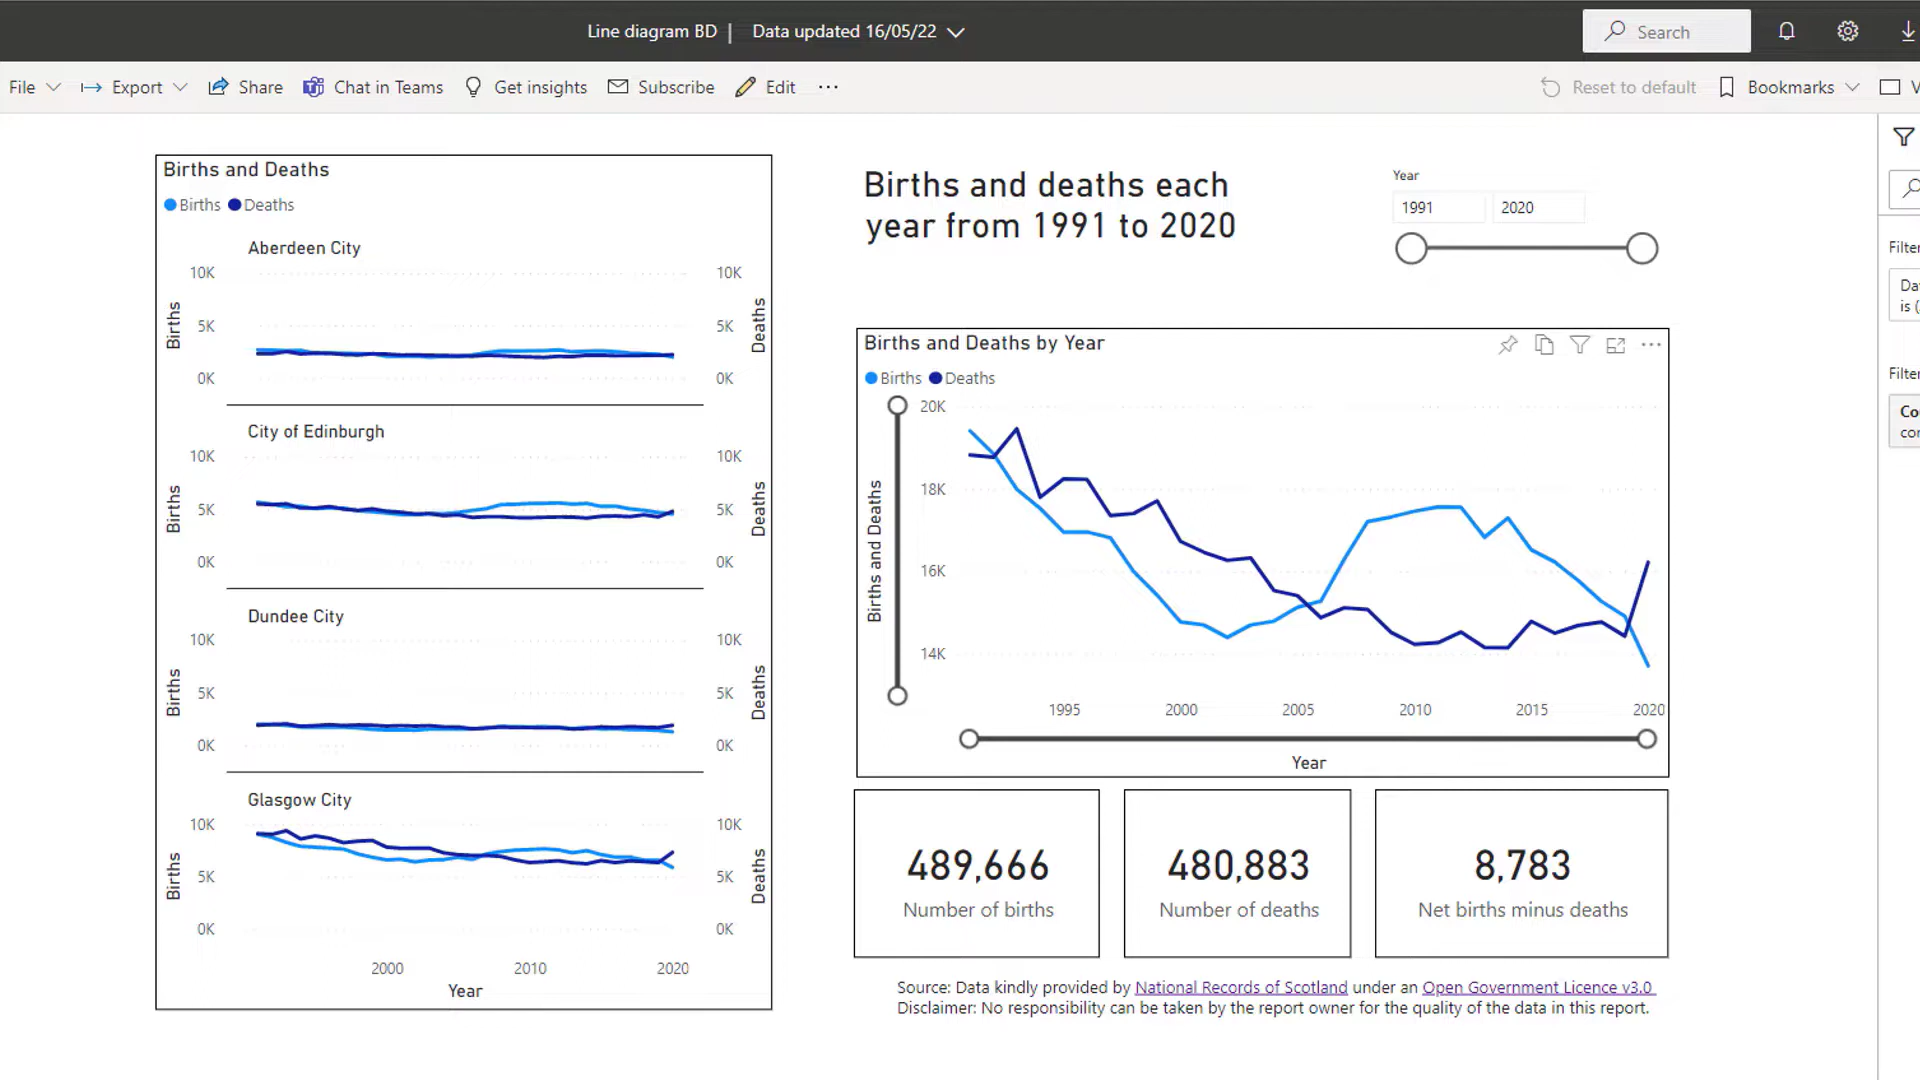 Line diagram BD | Data updated 16/05/22
Search
File Export Share Chat in Teams Get insights Subscribe Edit ...
Reset to default Bookmarks
Births and Deaths
Births Deaths
Aberdeen City
10K 10K
5K 5K
0K 0K
Births Deaths
City of Edinburgh
10K 10K
5K 5K
0K 0K
Births Deaths
Dundee City
10K 10K
5K 5K
0K 0K
Births Deaths
Glasgow City
10K 10K
5K 5K
0K 0K
Births Deaths
2000 2010 2020
Year
Births and deaths each
year from 1991 to 2020
Year
1991 2020
Births and Deaths by Year
Births Deaths
20K
18K
16K
14K
Births and Deaths
1995 2000 2005 2010 2015 2020
Year
489,666
Number of births
480,883
Number of deaths
8,783
Net births minus deaths
Source: Data kindly provided by National Records of Scotland under an Open Government Licence v3.0
Disclaimer: No responsibility can be taken by the report owner for the quality of the data in this report.
is (